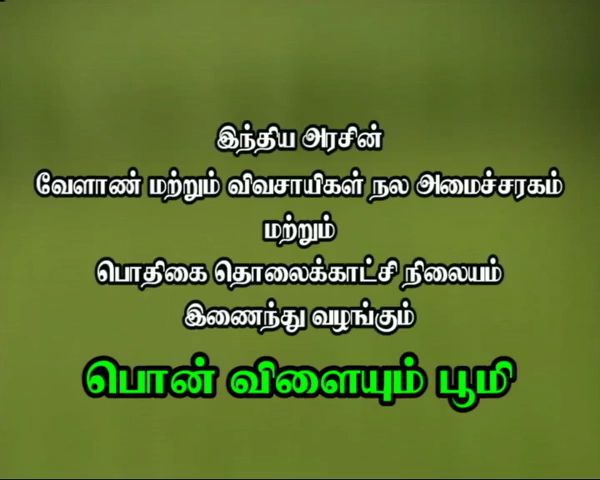 இந்திய அரசின்
வேளாண் மற்றும் விவசாயிகள் நல அமைச்சரகம்
மற்றும்
பொதிகை தொலைக்காட்சி நிலையம்
இணைந்து வழங்கும்
பொன் விளையும் பூமி